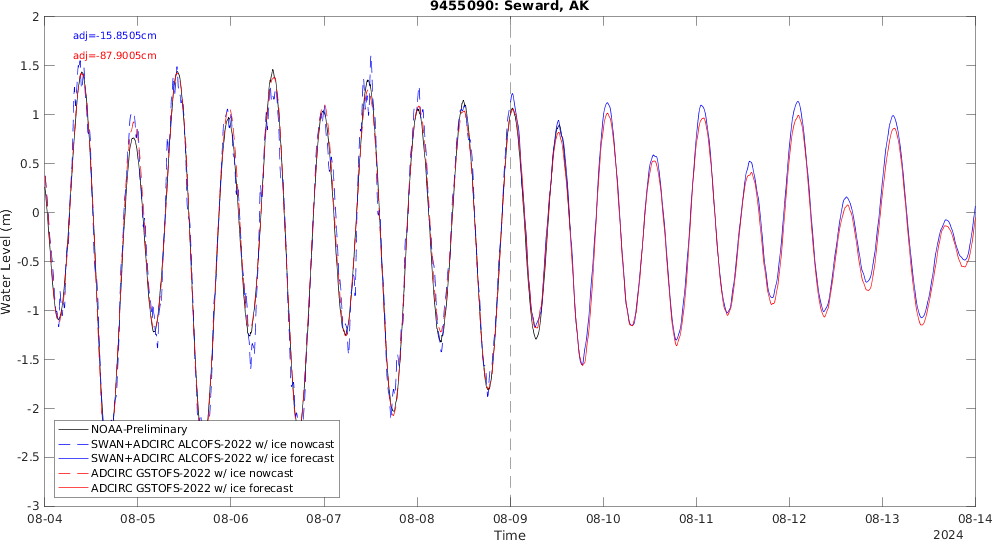 9455090: Seward, AK
adj=-15.8505cm
adj=-87.9005cm
2
1.5
1
0.5
0
-0.5
-1
-1.5
-2
-2.5
-3
Water Level (m)
NOAA-Preliminary
SWAN+ADCIRC ALCOFS-2022 w/ ice nowcast
SWAN+ADCIRC ALCOFS-2022 w/ ice forecast
ADCIRC GSTOFS-2022 w/ ice nowcast
ADCIRC GSTOFS-2022 w/ ice forecast
08-04 08-05 08-06 08-07 08-08 08-09 08-10 08-11 08-12 08-13 08-14
Time
2024